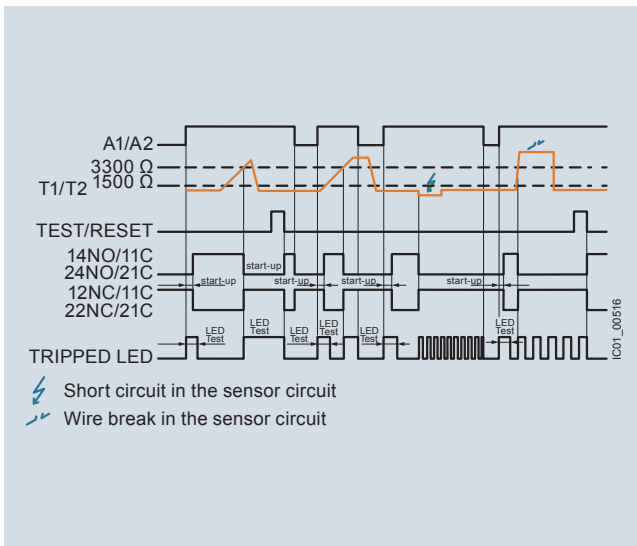 A1/A2
3300 Ω
1500 Ω
T1/T2
TEST/RESET
14NO/11C
24NO/21C
start-up
start-up
start-up
start-up
start-up
12NC/11C
22NC/21C
LED
Test
LED
Test
LED
Test
LED
Test
LED
Test
LED
Test
LED
Test
TRIPPED LED
IC01_00516
Short circuit in the sensor circuit
Wire break in the sensor circuit